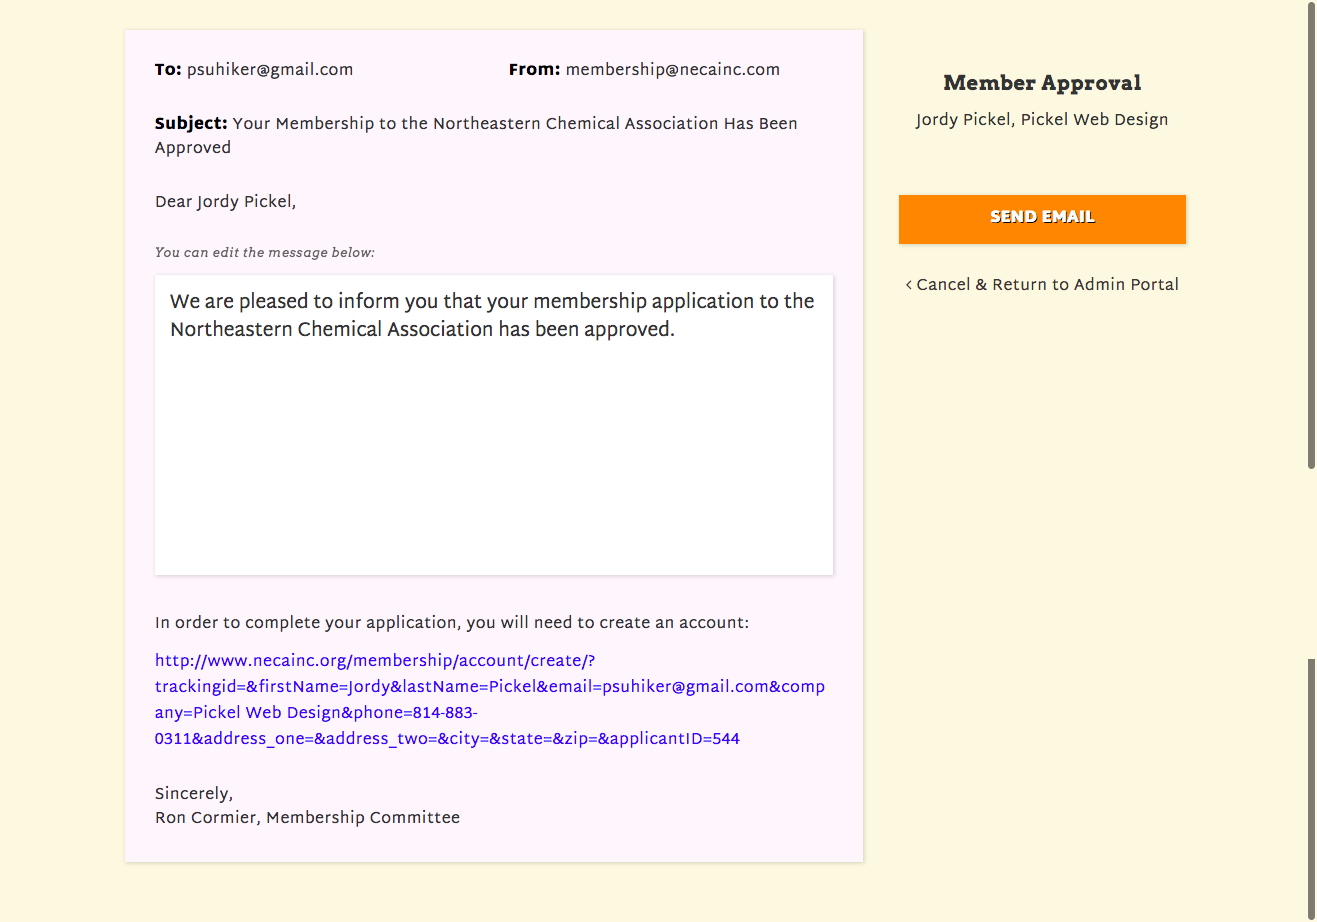 To: psuhiker@gmail.com
From: membership@necainc.com
Subject: Your Membership to the Northeastern Chemical Association Has Been
Approved
Dear Jordy Pickel,
You can edit the message below:
We are pleased to inform you that your membership application to the
Northeastern Chemical Association has been approved.
In order to complete your application, you will need to create an account:
http://www.necainc.org/membership/account/create/?
trackingid=&firstName=Jordy&lastName=Pickel&email=psuhiker@gmail.com&comp
any=Pickel Web Design&phone=814-883-
0311&address_one=&address_two=&city=&state=&zip=&applicantID=544
Sincerely,
Ron Cormier, Membership Committee
Member Approval
Jordy Pickel, Pickel Web Design
SEND EMAIL
‹ Cancel & Return to Admin Portal